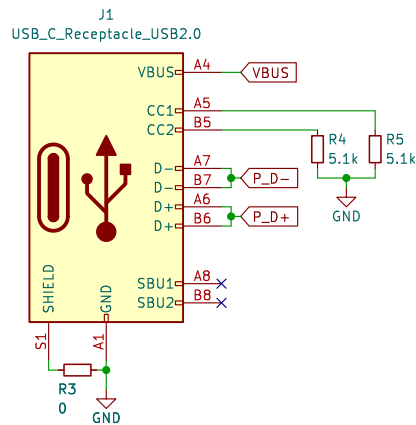 J1
USB_C_Receptacle_USB2.0
VBUS A4 VBUS
CC1 A5
CC2 B5
R4 5.1k
R5 5.1k
D- A7
D- B7
P_D-
D+ A6
D+ B6
P_D+
GND
SBU1 A8
SBU2 B8
SHIELD
GND
S1
A1
R3
0
GND